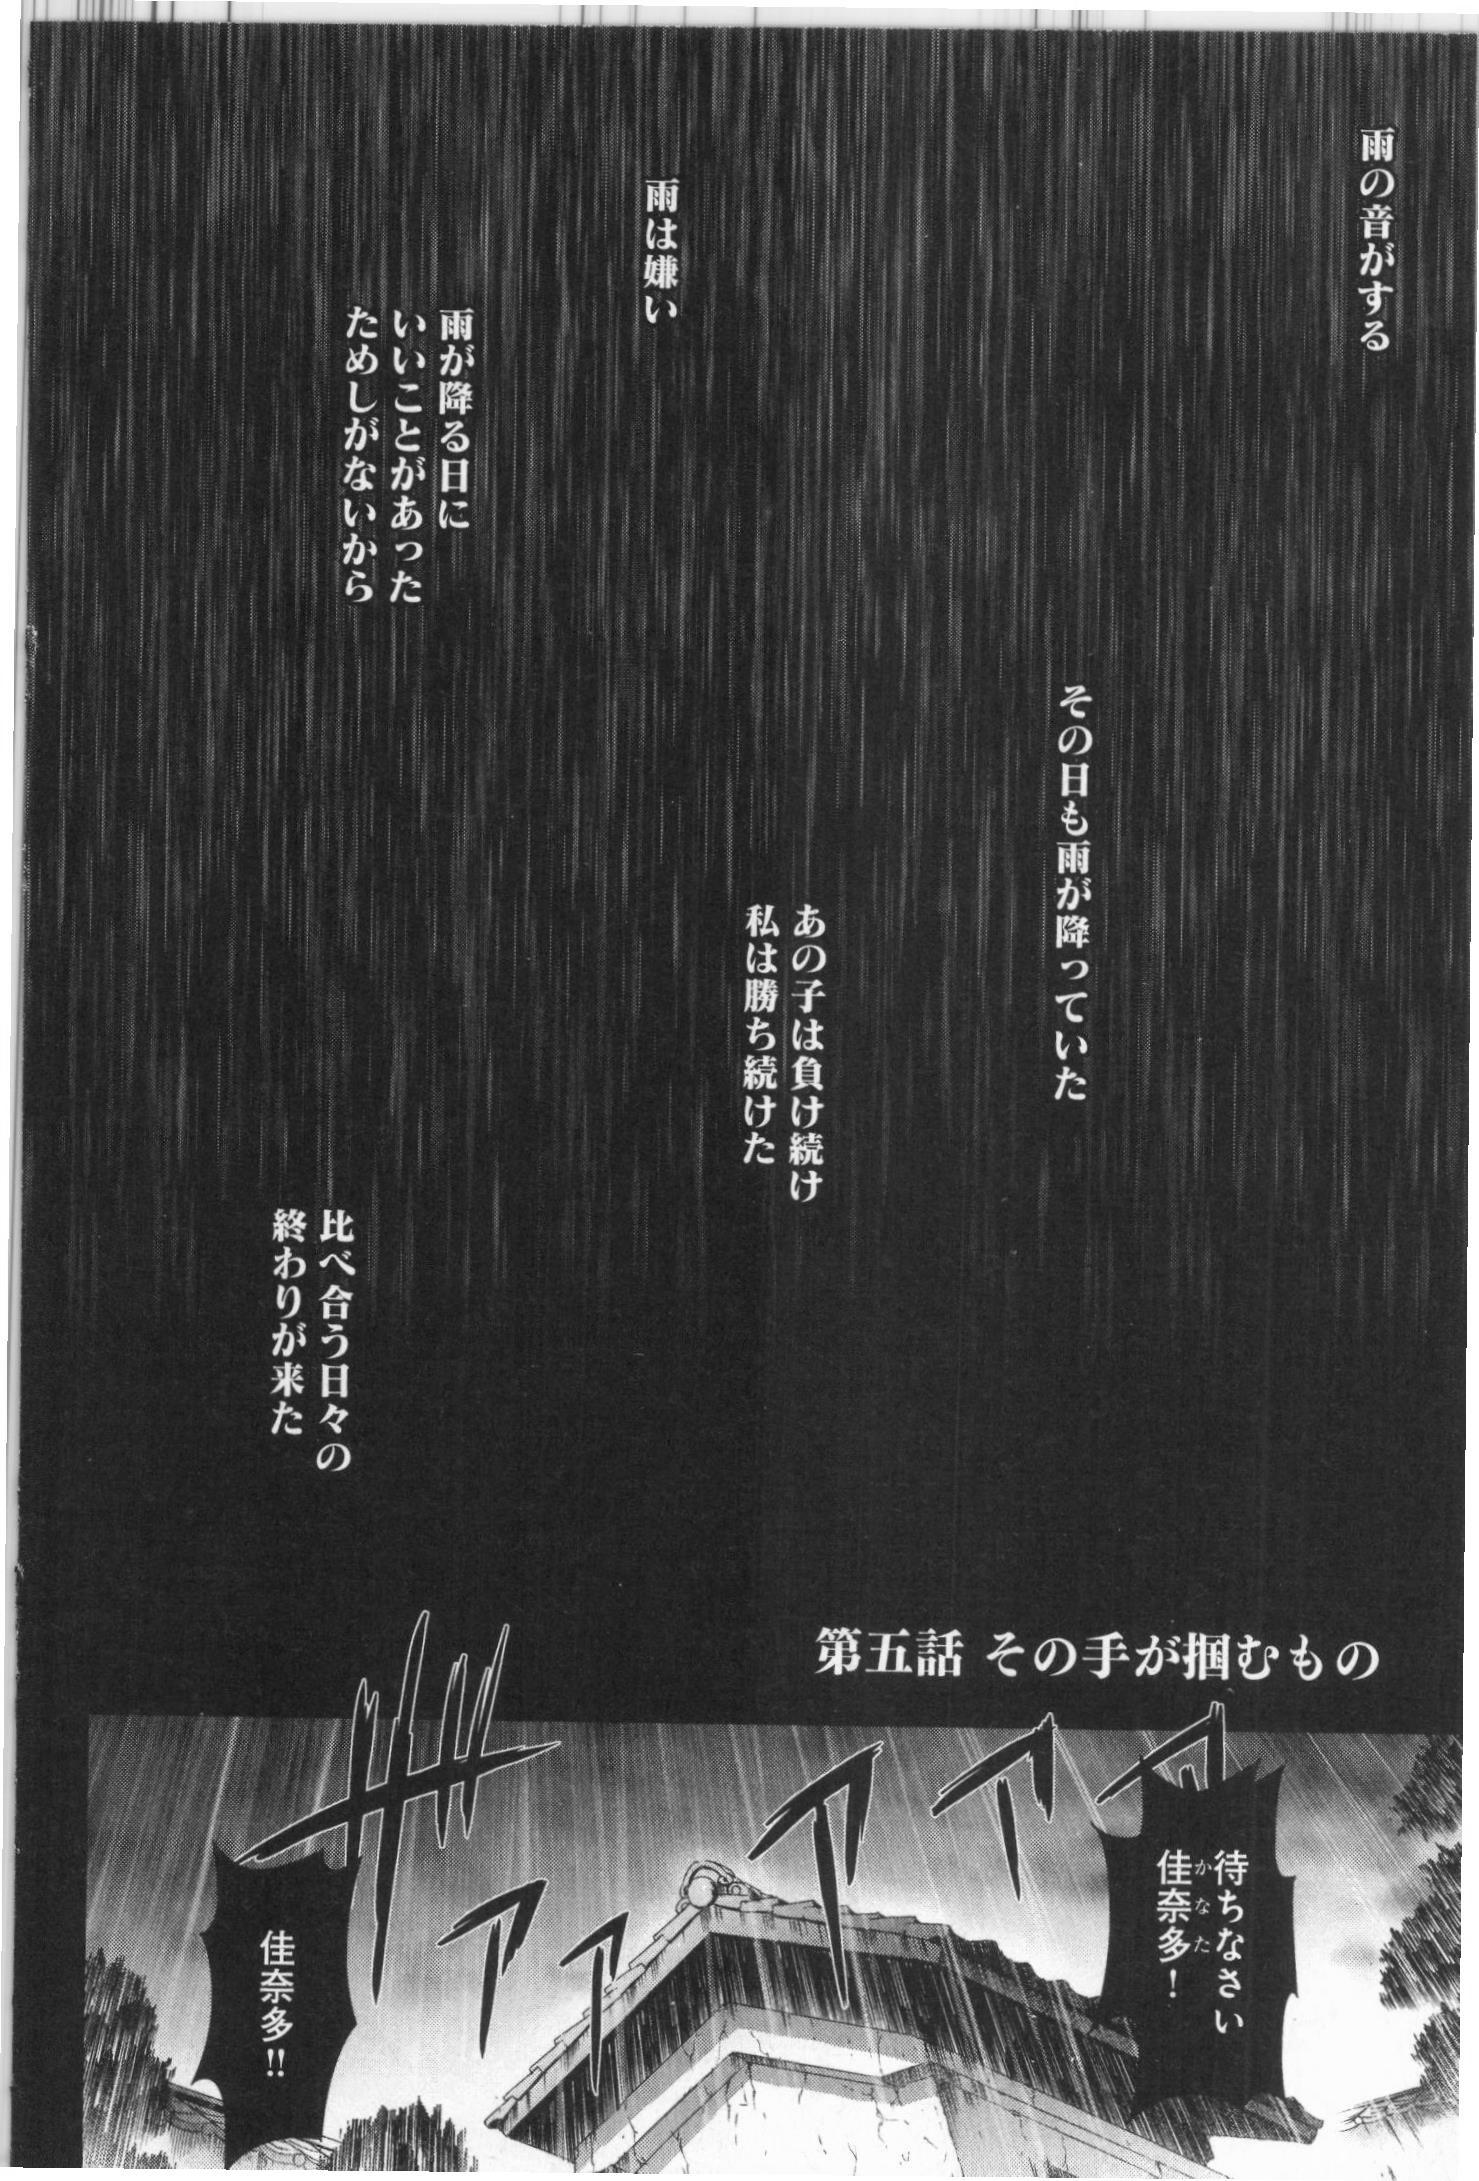 雨の音がする
雨は嫌い
雨が降る日に
いいことがあった
ためしがないから
その日も雨が降っていた
あの子は負け続け
私は勝ち続けた
比べ合う日々の
終わりが来た
第五話 その手が掴むもの
待ちなさい
佳奈多！
かなた
ザアアアアア
佳奈多!!